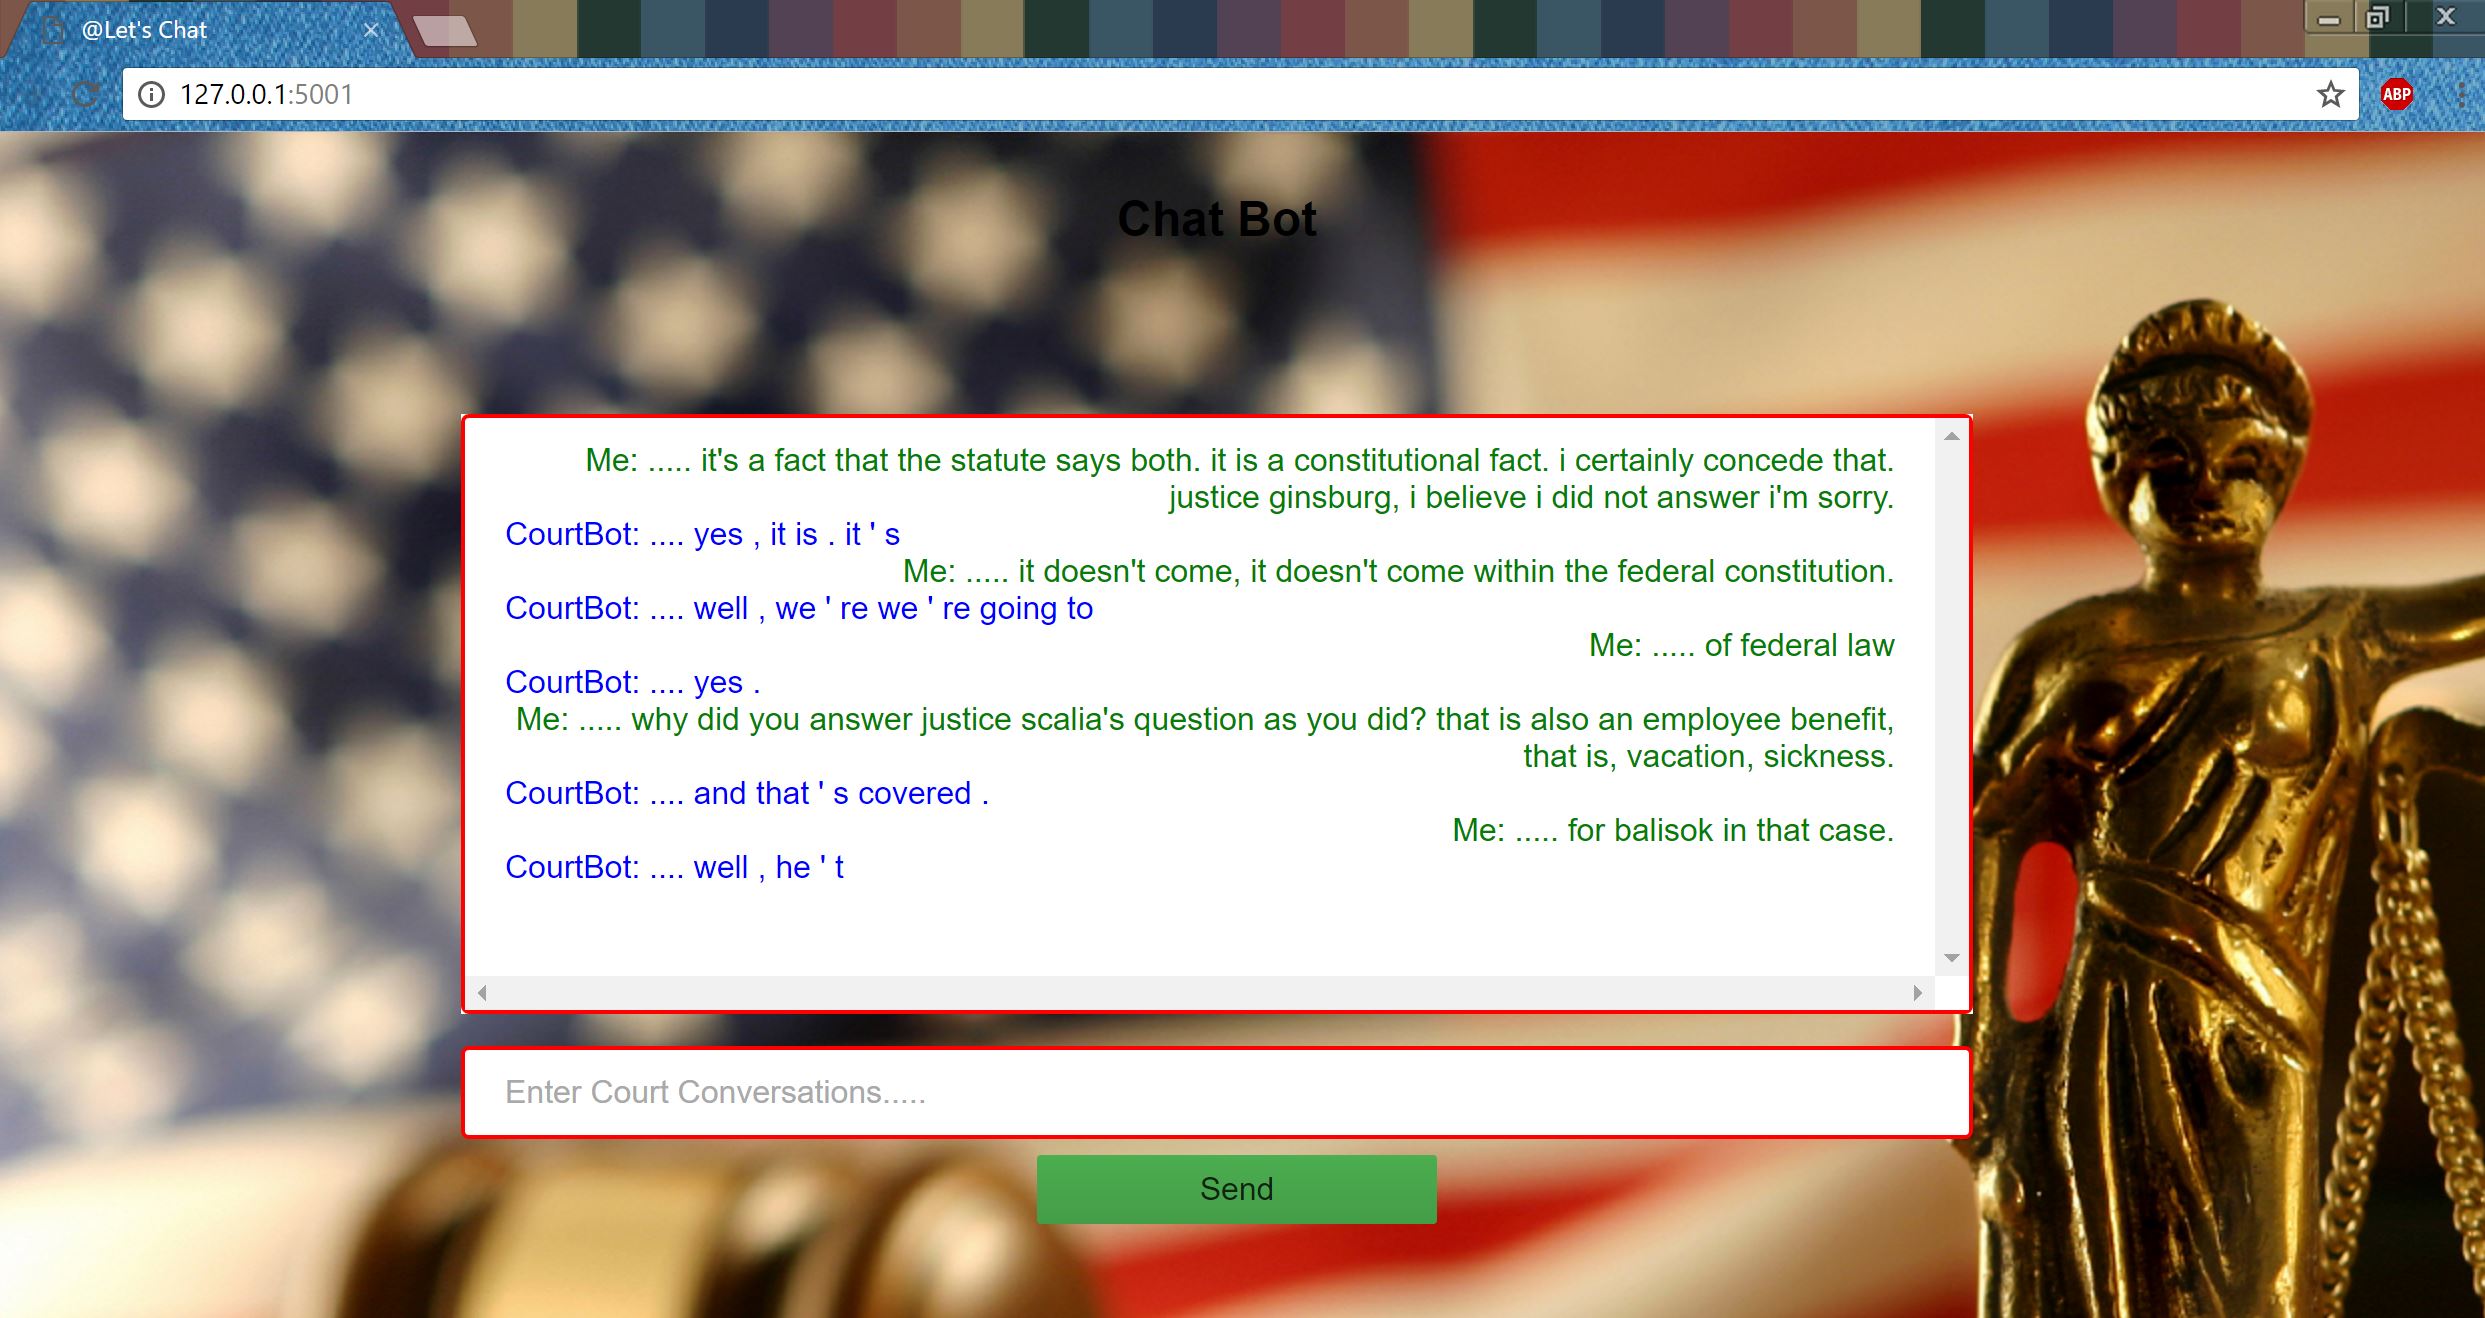 @Let's Chat
127.0.0.1:5001
ABP
Chat Bot
Me: ..... it's a fact that the statute says both. it is a constitutional fact. i certainly concede that.
justice ginsburg, i believe i did not answer i'm sorry.
CourtBot: .... yes , it is . it ' s
Me: ..... it doesn't come, it doesn't come within the federal constitution.
CourtBot: .... well , we ' re we ' re going to
Me: ..... of federal law
CourtBot: .... yes .
Me: ..... why did you answer justice scalia's question as you did? that is also an employee benefit,
that is, vacation, sickness.
CourtBot: .... and that ' s covered .
Me: ..... for balisok in that case.
CourtBot: .... well , he ' t
Enter Court Conversations.....
Send